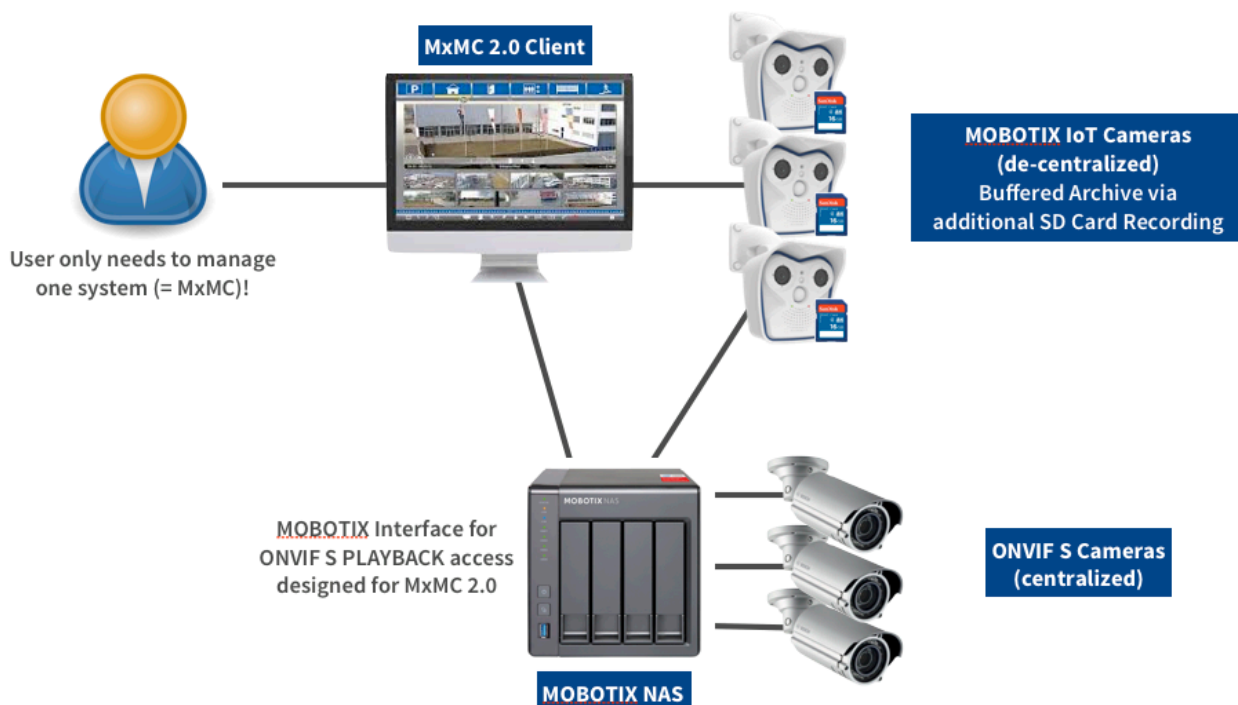 MxMC 2.0 Client
MOBOTIX IoT Cameras
(de-centralized)
Buffered Archive via
additional SD Card Recording
User only needs to manage
one system (= MxMC)!
MOBOTIX NAS
MOBOTIX Interface for
ONVIF S PLAYBACK access
designed for MxMC 2.0
ONVIF S Cameras
(centralized)
MOBOTIX NAS